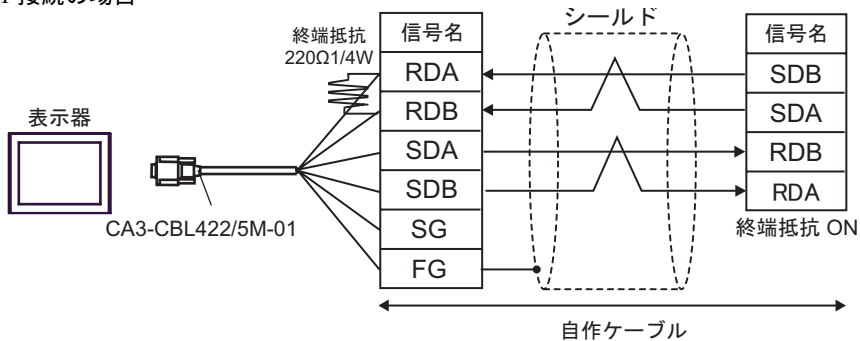 1 接続の場合
シールド
終端抵抗
220Ω1/4W
信号名
RDA
RDB
SDA
SDB
SG
FG
信号名
SDB
SDA
RDB
RDA
終端抵抗 ON
表示器
CA3-CBL422/5M-01
自作ケーブル